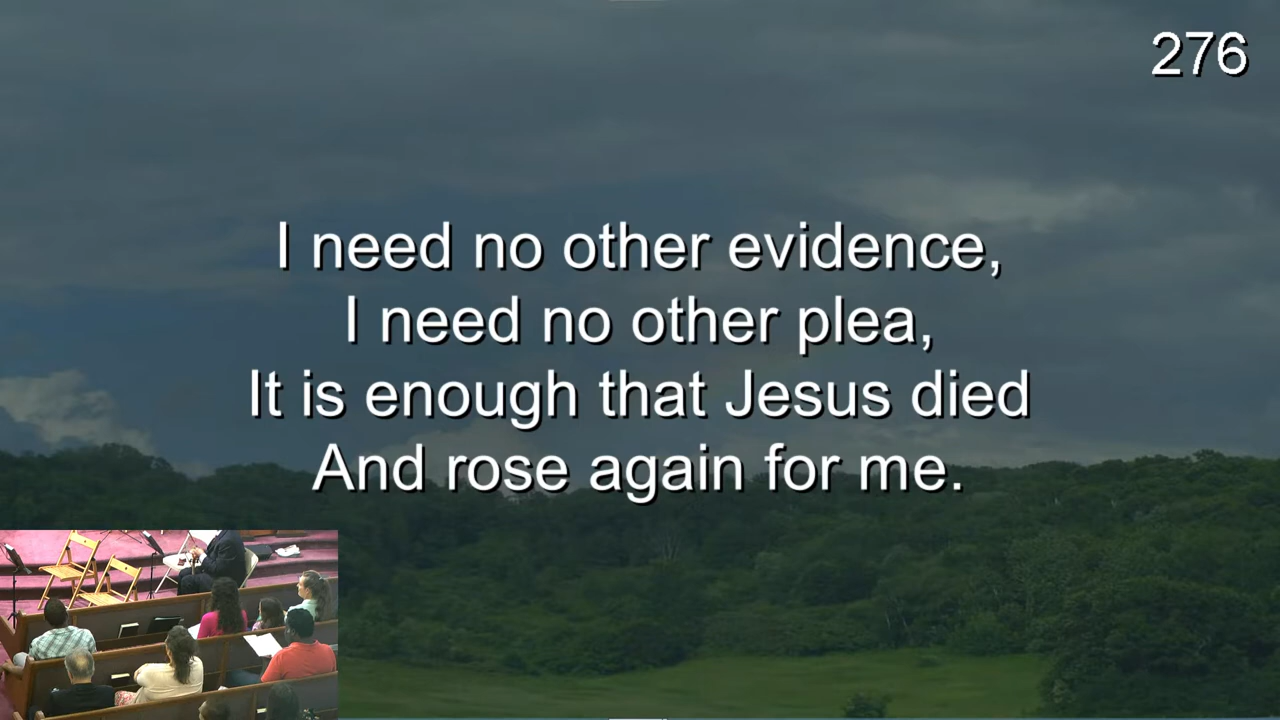 276
I need no other evidence,
I need no other plea,
It is enough that Jesus died
And rose again for me.